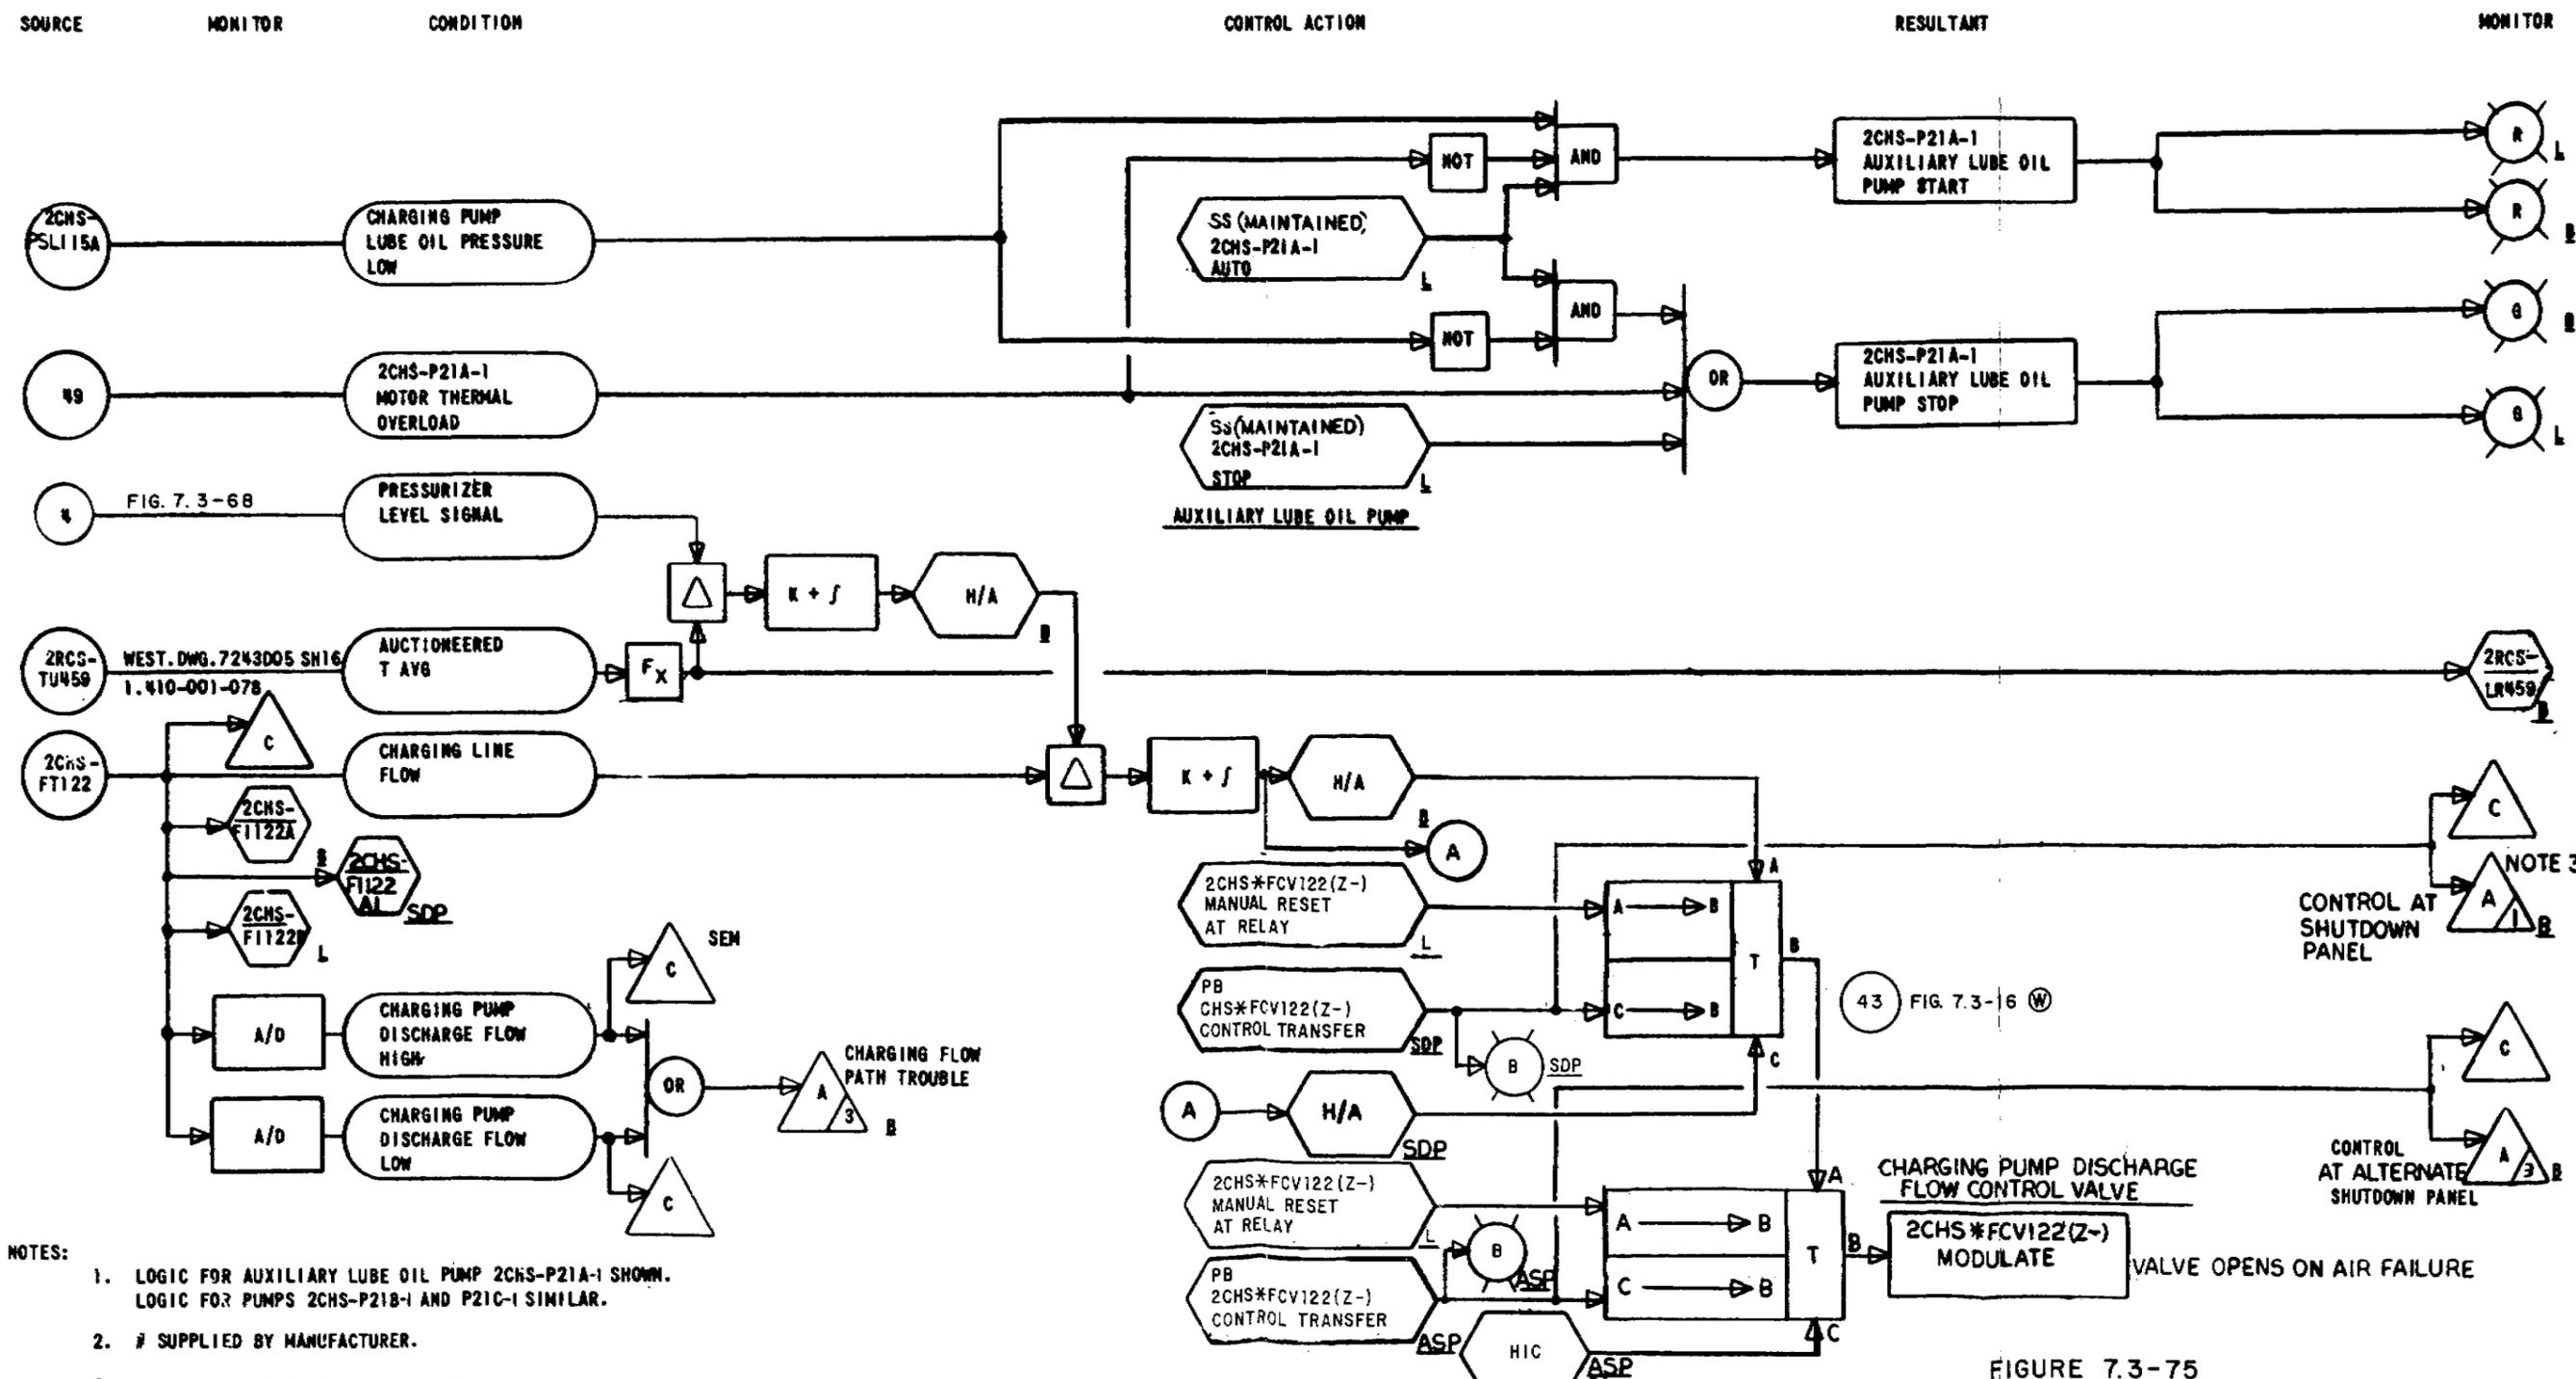 SOURCE
MONITOR
CONDITION
CONTROL ACTION
RESULTANT
MONITOR
2CHS-
PSL115A
CHARGING PUMP
LUBE OIL PRESSURE
LOW
NOT
AND
SS (MAINTAINED)
2CHS-P21A-1
AUTO
L
2CHS-P21A-1
AUXILIARY LUBE OIL
PUMP START
R
L
R
B
49
2CHS-P21A-1
MOTOR THERMAL
OVERLOAD
NOT
AND
OR
SS(MAINTAINED)
2CHS-P21A-1
STOP
L
2CHS-P21A-1
AUXILIARY LUBE OIL
PUMP STOP
G
B
G
L
AUXILIARY LUBE OIL PUMP
4
FIG. 7.3-68
PRESSURIZER
LEVEL SIGNAL
△
K + ∫
H/A
B
2RCS-
TU459
WEST.DWG.7243D05 SH16
1.410-001-078
AUCTIONEERED
T AVG
FX
2RCS-
LR459
B
2CHS-
FT122
C
CHARGING LINE
FLOW
△
K + ∫
H/A
B
A
2CHS-
FI122A
B
2CHS-
FI122
A1
SDP
2CHS-
FI122B
L
A/D
CHARGING PUMP
DISCHARGE FLOW
HIGH
C
SEM
A/D
CHARGING PUMP
DISCHARGE FLOW
LOW
C
OR
A
3
B
CHARGING FLOW
PATH TROUBLE
2CHS*FCV122(Z-)
MANUAL RESET
AT RELAY
L
PB
CHS*FCV122(Z-)
CONTROL TRANSFER
SDP
B
SDP
A
A B
C B
T
B
C
43
FIG. 7.3-16 W
C
NOTE 3
A
1
B
CONTROL AT
SHUTDOWN
PANEL
A
H/A
SDP
2CHS*FCV122(Z-)
MANUAL RESET
AT RELAY
L
B
ASP
PB
2CHS*FCV122(Z-)
CONTROL TRANSFER
ASP
HIC
ASP
A
A B
C B
T
B
C
CHARGING PUMP DISCHARGE
FLOW CONTROL VALVE
2CHS*FCV122(Z-)
MODULATE
VALVE OPENS ON AIR FAILURE
C
A
3
B
CONTROL
AT ALTERNATE
SHUTDOWN PANEL
NOTES:
1. LOGIC FOR AUXILIARY LUBE OIL PUMP 2CHS-P21A-1 SHOWN.
LOGIC FOR PUMPS 2CHS-P21B-1 AND P21C-1 SIMILAR.
2. # SUPPLIED BY MANUFACTURER.
FIGURE 7.3-75